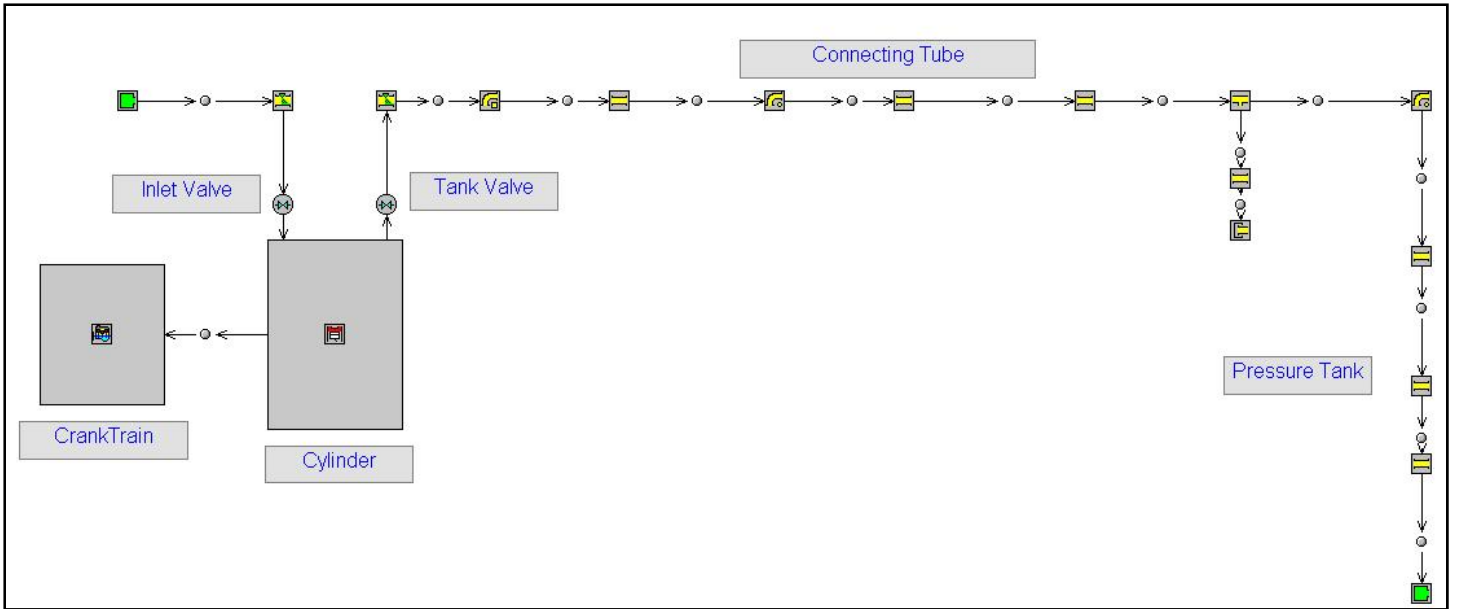 Connecting Tube
Inlet Valve
Tank Valve
Pressure Tank
CrankTrain
Cylinder